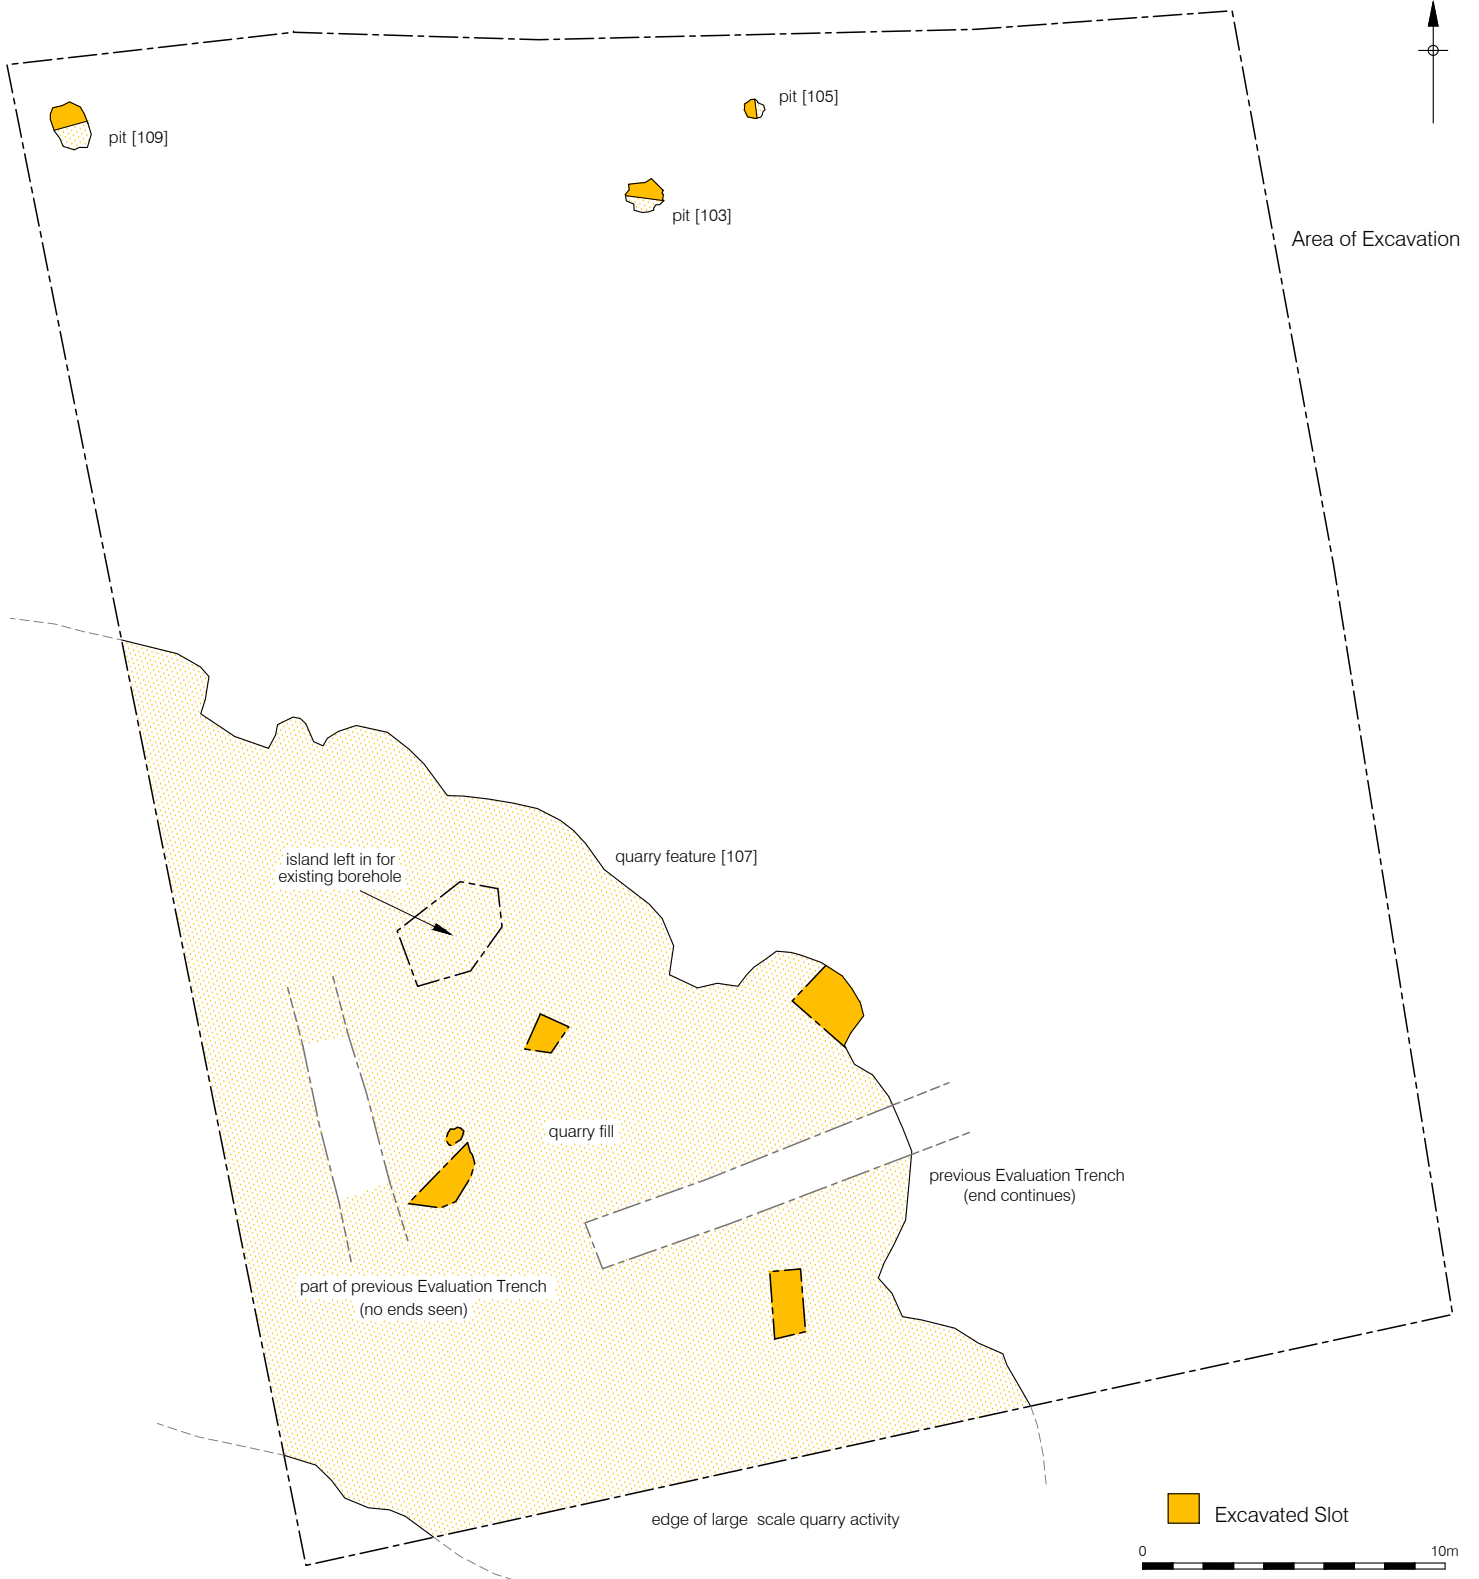 pit [105]
pit [109]
pit [103]
Area of Excavation
island left in for
existing borehole
quarry feature [107]
quarry fill
previous Evaluation Trench
(end continues)
part of previous Evaluation Trench
(no ends seen)
edge of large scale quarry activity
Excavated Slot
0 10m